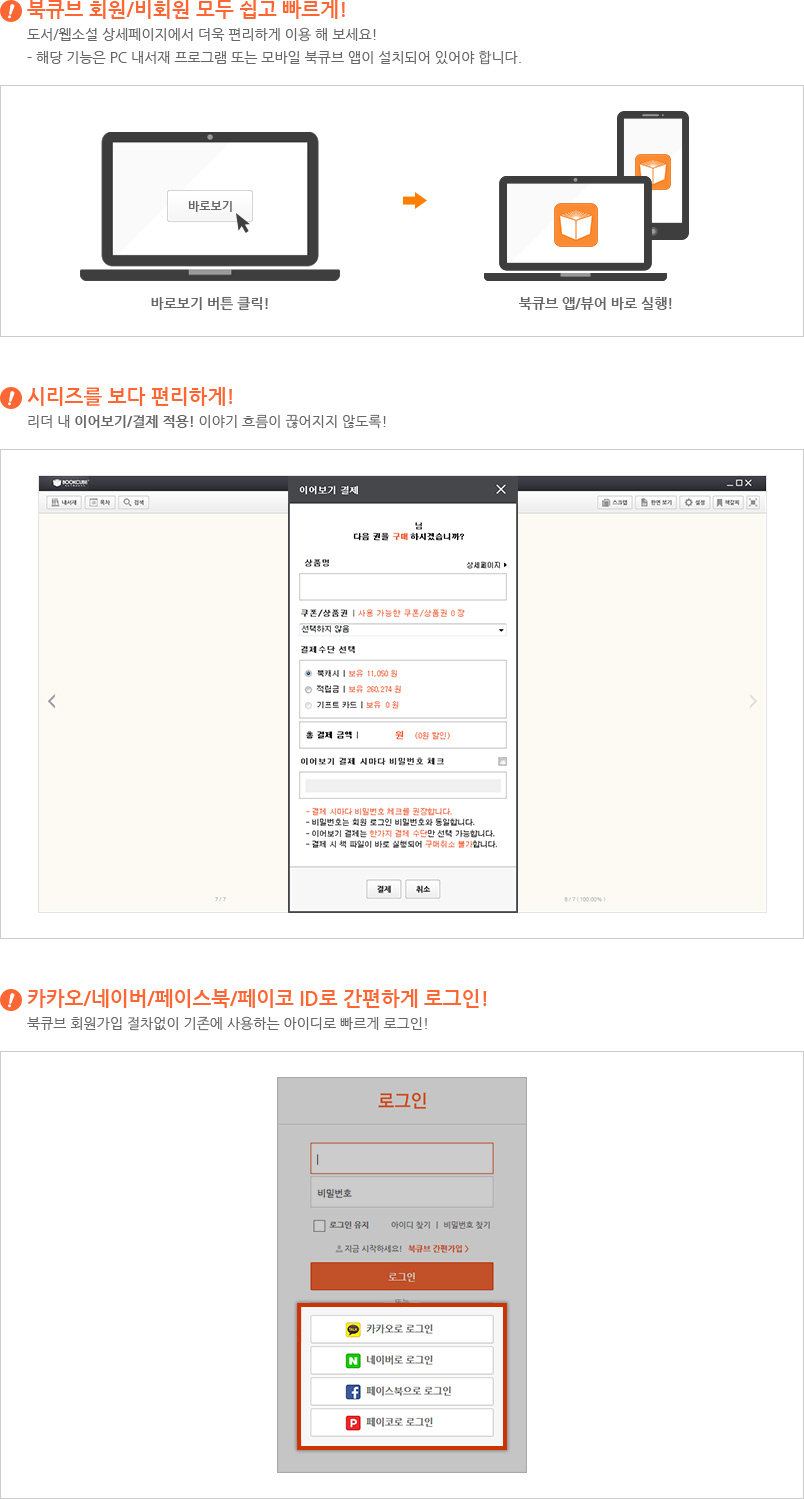 북큐브 회원/비회원 모두 쉽고 빠르게!
도서/웹소설 상세페이지에서 더욱 편리하게 이용 해 보세요!
- 해당 기능은 PC 내서재 프로그램 또는 모바일 북큐브 앱이 설치되어 있어야 합니다.
바로보기
바로보기 버튼 클릭!
북큐브 앱/뷰어 바로 실행!
시리즈를 보다 편리하게!
리더 내 이어보기/결제 적용! 이야기 흐름이 끊어지지 않도록!
BOOKCUBE
내서재 목차 검색
스크랩 한면 보기 설정 책갈피
이어보기 결제
님
다음 권을 구매 하시겠습니까?
상품명 상세페이지
쿠폰/상품권 | 사용 가능한 쿠폰/상품권 0 장
선택하지 않음
결제수단 선택
북캐시 | 보유 11,050 원
적립금 | 보유 260,274 원
기프트 카드 | 보유 0 원
총 결제 금액 | 원 (0원 할인)
이어보기 결제 시마다 비밀번호 체크
- 결제 시마다 비밀번호 체크를 권장합니다.
- 비밀번호는 회원 로그인 비밀번호와 동일합니다.
- 이어보기 결제는 한가지 결제 수단만 선택 가능합니다.
- 결제 시 책 파일이 바로 실행되어 구매취소 불가합니다.
결제 취소
7 / 7
8 / 7 (100.00%)
카카오/네이버/페이스북/페이코 ID로 간편하게 로그인!
북큐브 회원가입 절차없이 기존에 사용하는 아이디로 빠르게 로그인!
로그인
비밀번호
로그인 유지 아이디 찾기 | 비밀번호 찾기
지금 시작하세요! 북큐브 간편가입 >
로그인
카카오로 로그인
네이버로 로그인
페이스북으로 로그인
페이코로 로그인